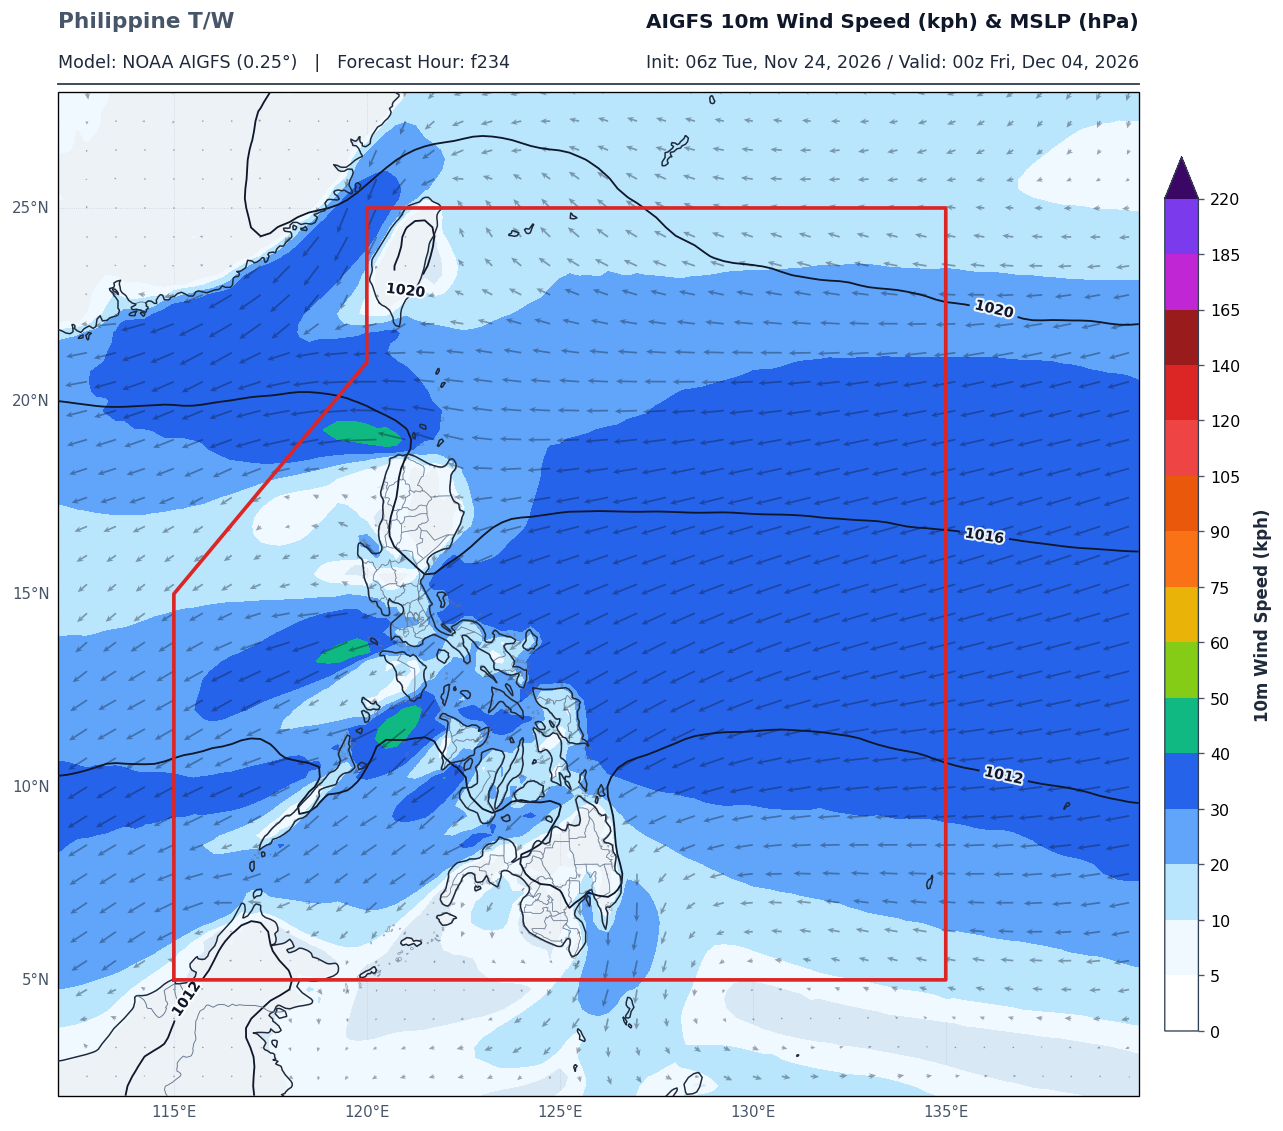 Philippine T/W
AIGFS 10m Wind Speed (kph) & MSLP (hPa)
Model: NOAA AIGFS (0.25°)   |   Forecast Hour: f234
Init: 06z Tue, Nov 24, 2026 / Valid: 00z Fri, Dec 04, 2026
25°N
20°N
15°N
10°N
5°N
115°E
120°E
125°E
130°E
135°E
1020
1020
1016
1012
1012
220
185
165
140
120
105
90
75
60
50
40
30
20
10
5
0
10m Wind Speed (kph)